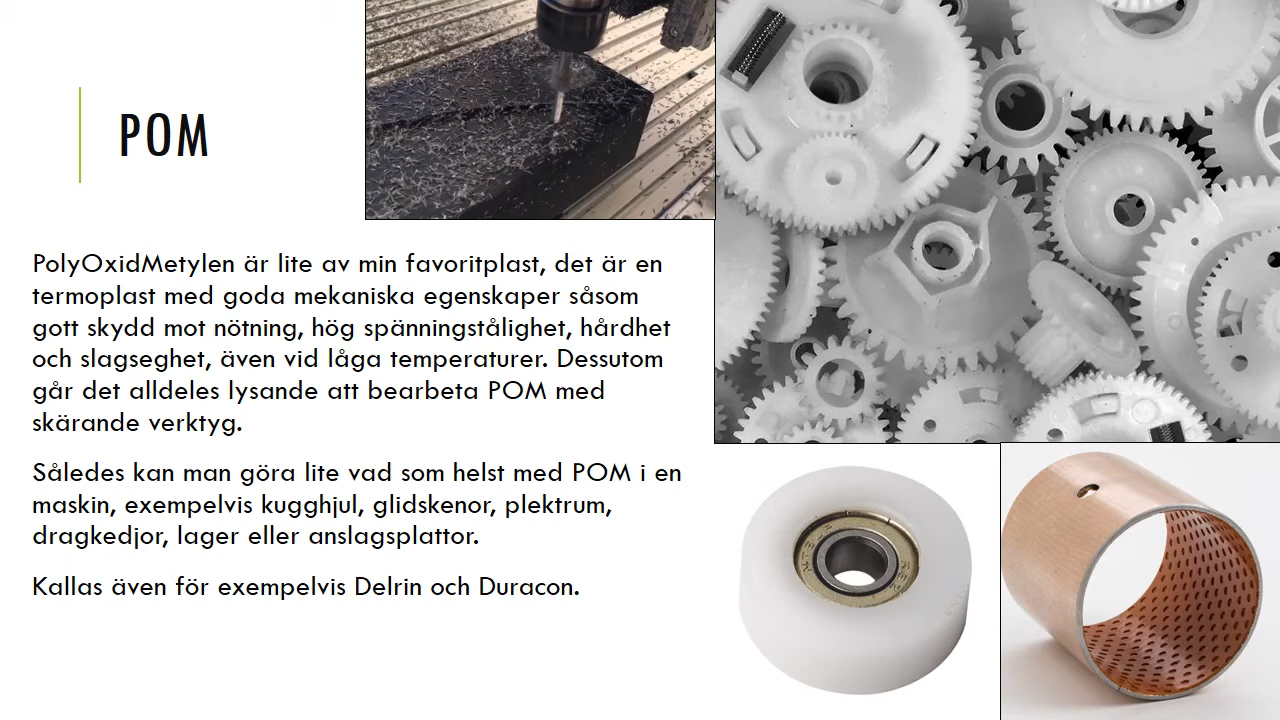 POM
PolyOxidMetylen är lite av min favoritplast, det är en
termoplast med goda mekaniska egenskaper såsom
gott skydd mot nötning, hög spänningstålighet, hårdhet
och slagseghet, även vid låga temperaturer. Dessutom
går det alldeles lysande att bearbeta POM med
skärande verktyg.
Således kan man göra lite vad som helst med POM i en
maskin, exempelvis kugghjul, glidskenor, plektrum,
dragkedjor, lager eller anslagsplattor.
Kallas även för exempelvis Delrin och Duracon.